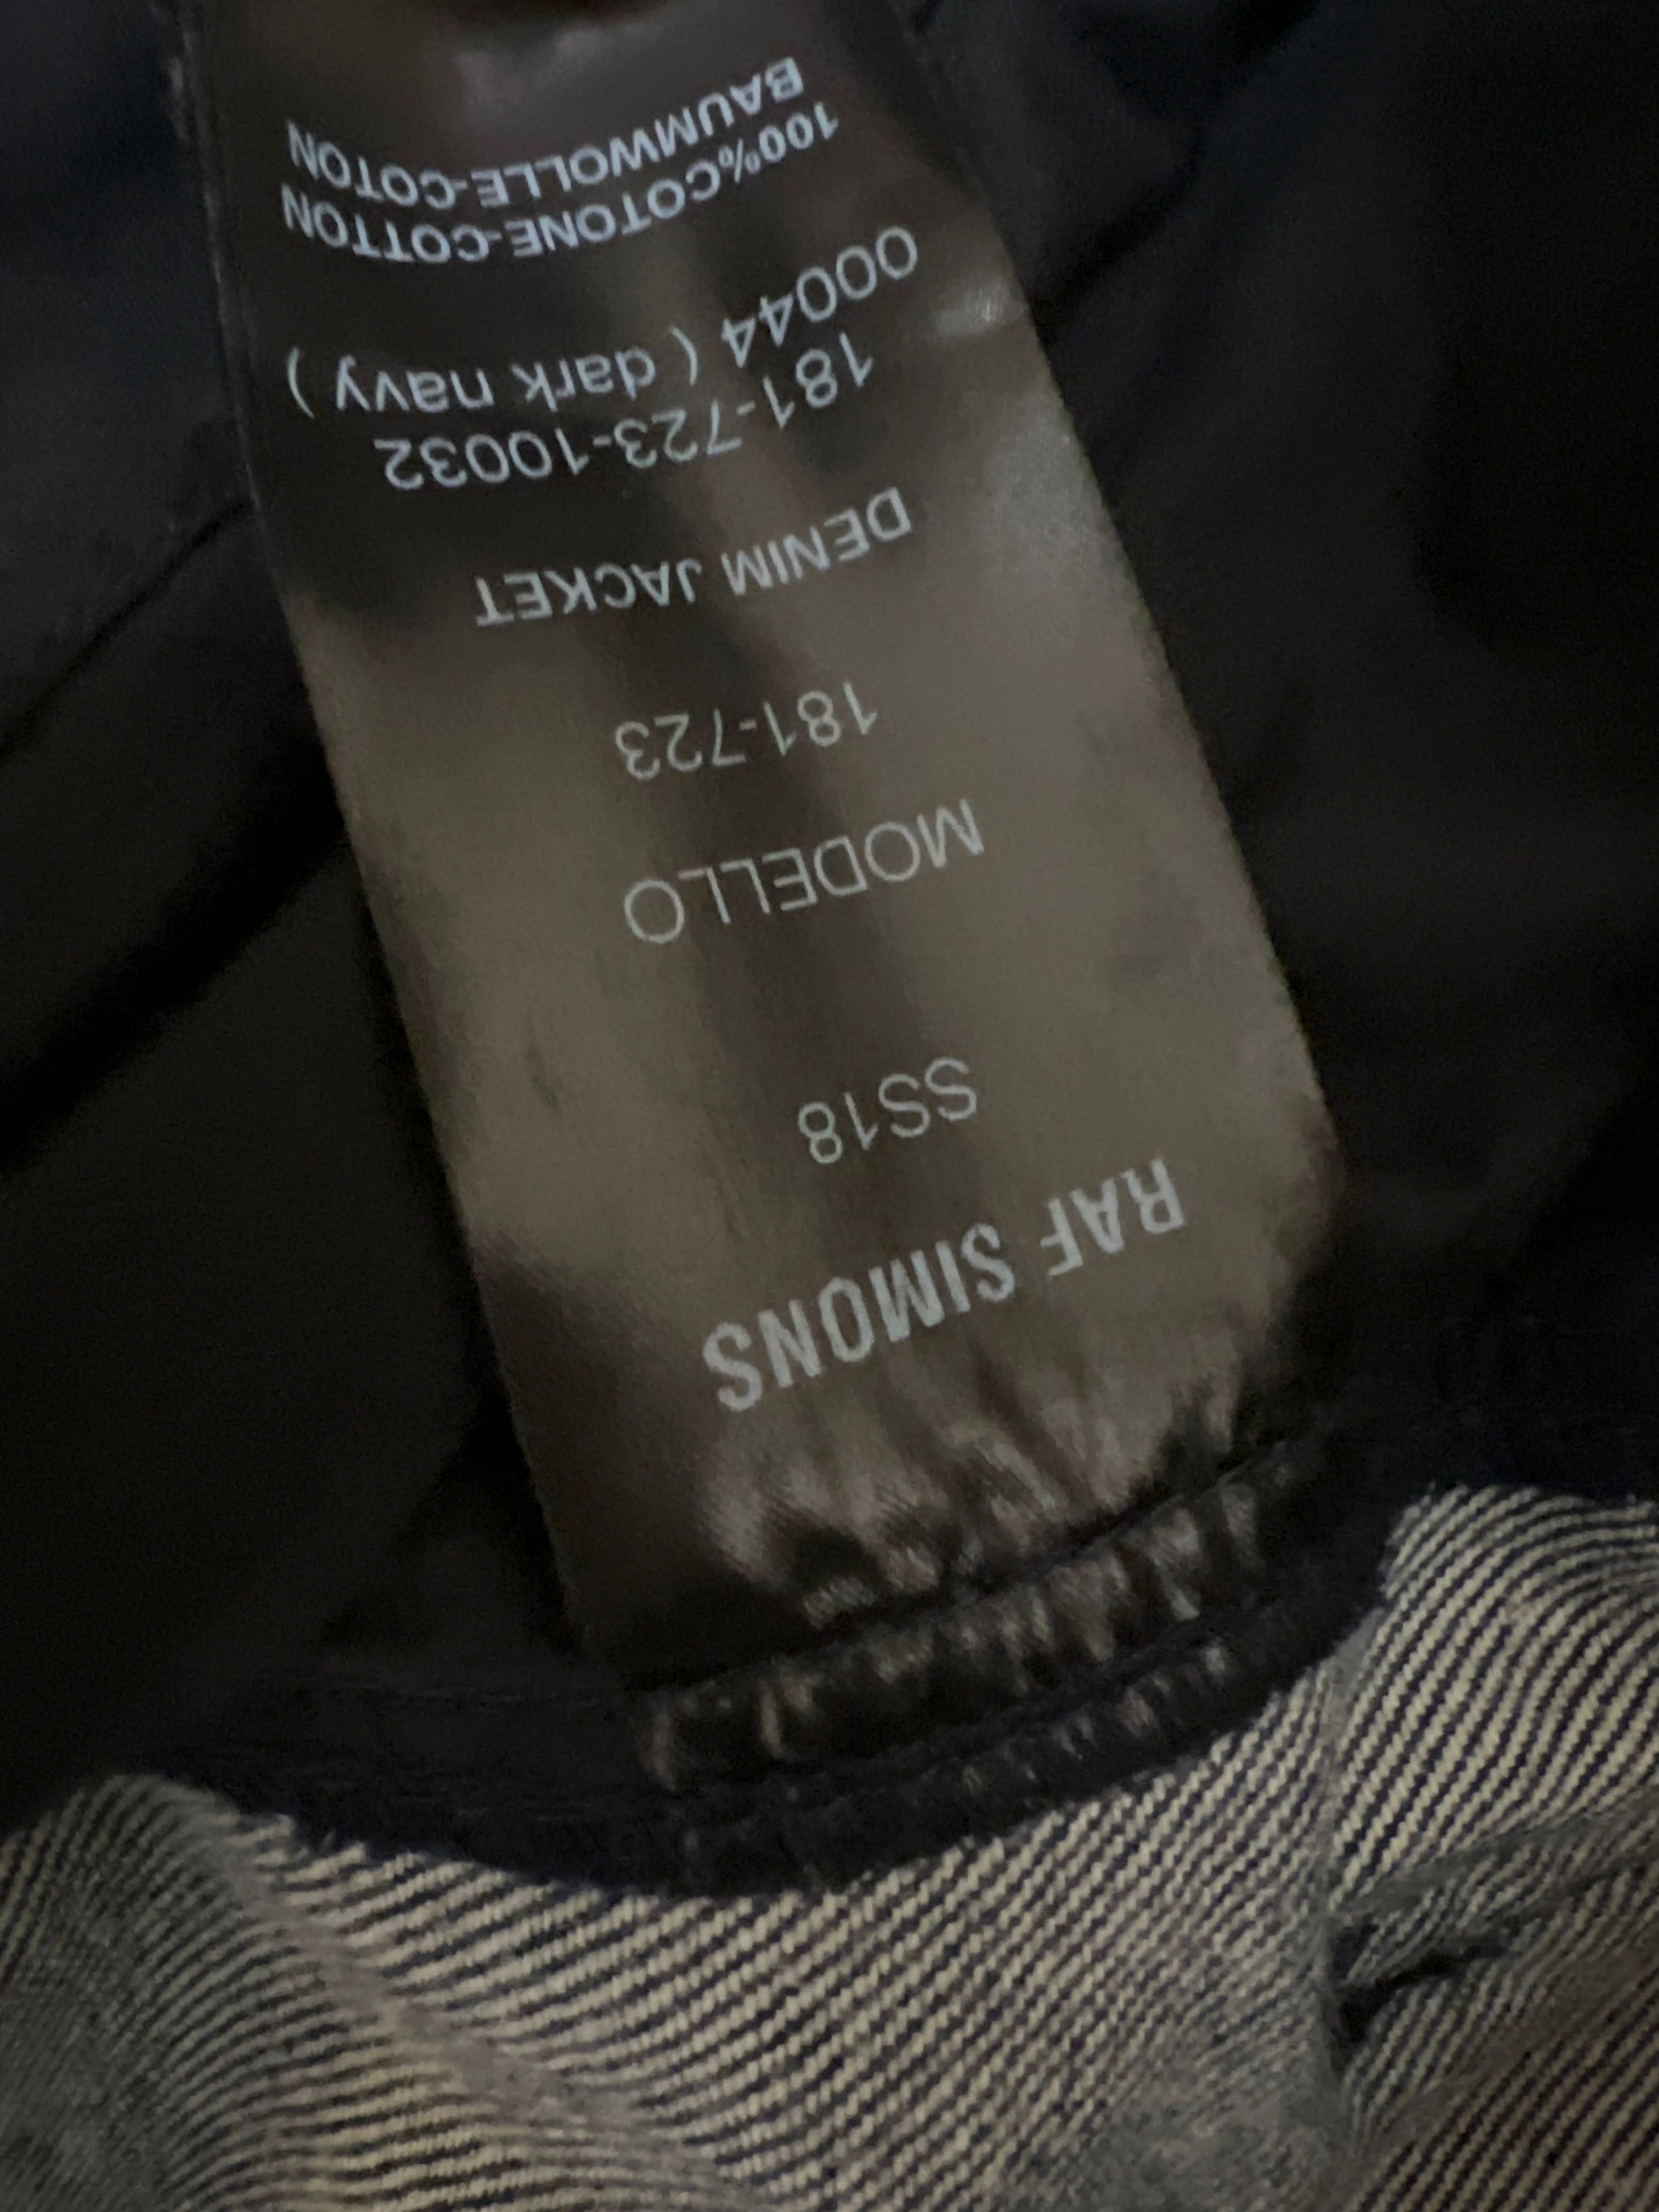 RAF SIMONS
SS18
MODELLO
181-723
DENIM JACKET
181-723-10032
00044 ( dark navy )
100%COTONE-COTTON
BAUMWOLLE-COTON